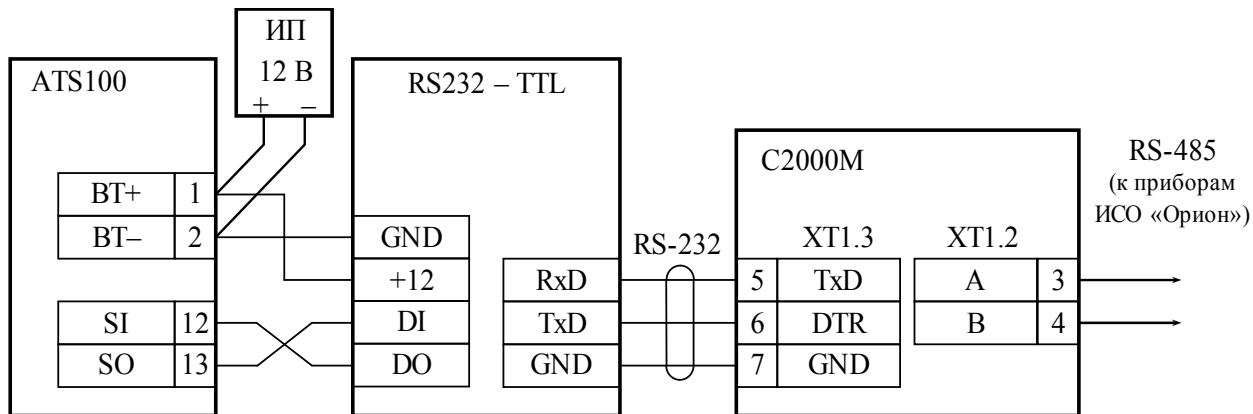 ИП
12 В
+ –
ATS100
BT+ 1
BT– 2
SI 12
SO 13
RS232 – TTL
GND
+12
DI
DO
RxD
TxD
GND
RS-232
C2000M
XT1.3 XT1.2
5 TxD
6 DTR
7 GND
A 3
B 4
RS-485
(к приборам
ИСО «Орион»)